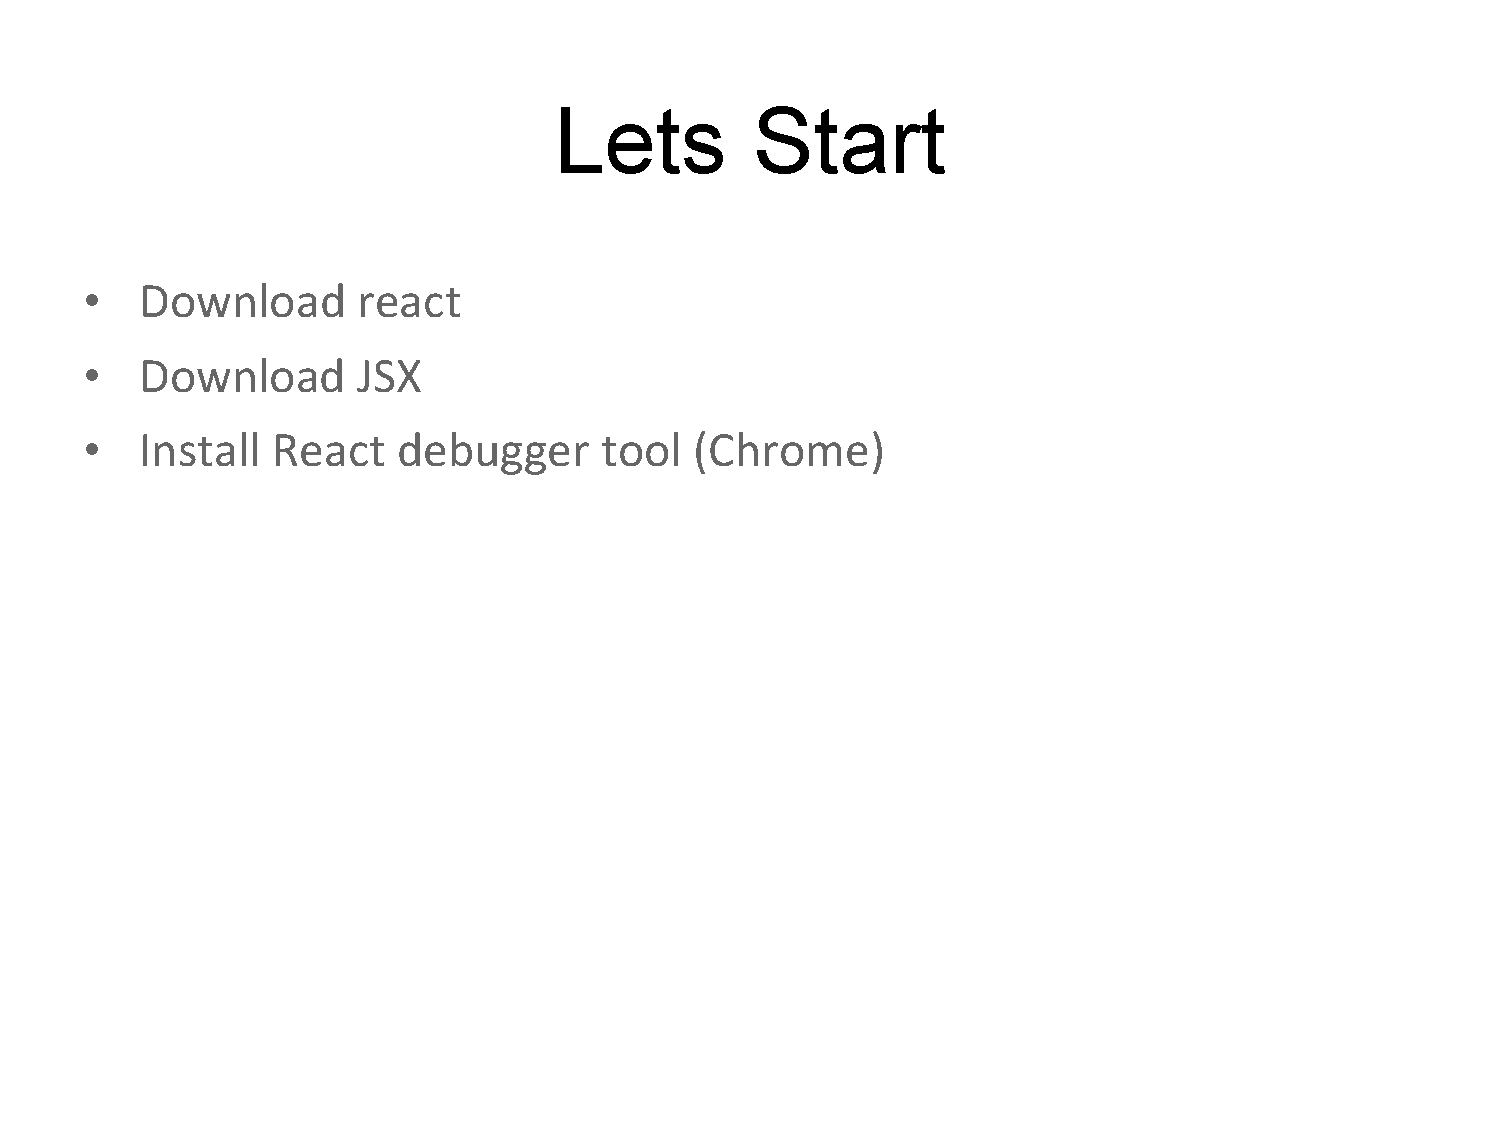 Lets Start
• Download react
• Download JSX
• Install React debugger tool (Chrome)